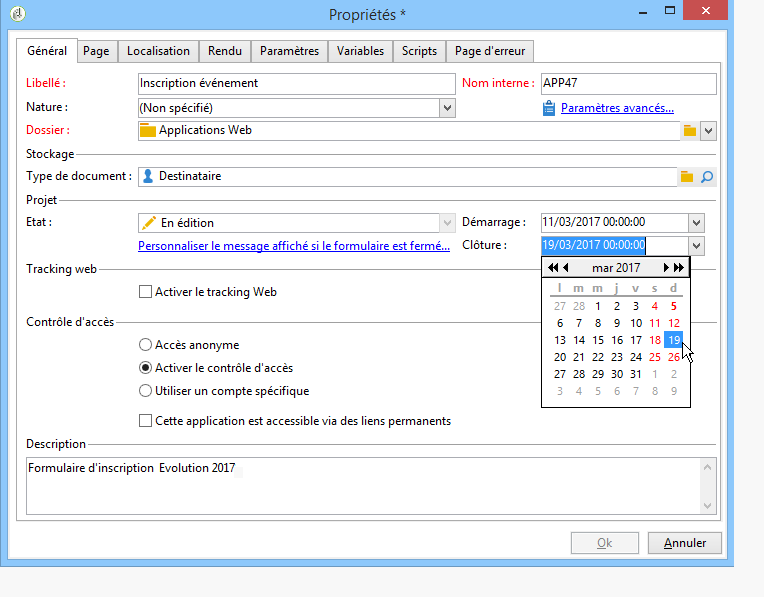 Propriétés *
Général Page Localisation Rendu Paramètres Variables Scripts Page d'erreur
Libellé : Inscription événement Nom interne : APP47
Nature : (Non spécifié) Paramètres avancés...
Dossier : Applications Web
Stockage
Type de document : Destinataire
Projet
Etat : En édition Démarrage : 11/03/2017 00:00:00
Personnaliser le message affiché si le formulaire est fermé... Clôture : 19/03/2017 00:00:00
Tracking web mar 2017
Activer le tracking Web l m m j v s d
27 28 1 2 3 4 5
Contrôle d'accès 6 7 8 9 10 11 12
Accès anonyme 13 14 15 16 17 18 19
20 21 22 23 24 25 26
Activer le contrôle d'accès 27 28 29 30 31 1 2
Utiliser un compte spécifique 3 4 5 6 7 8 9
Cette application est accessible via des liens permanents
Description
Formulaire d'inscription Evolution 2017
Ok Annuler